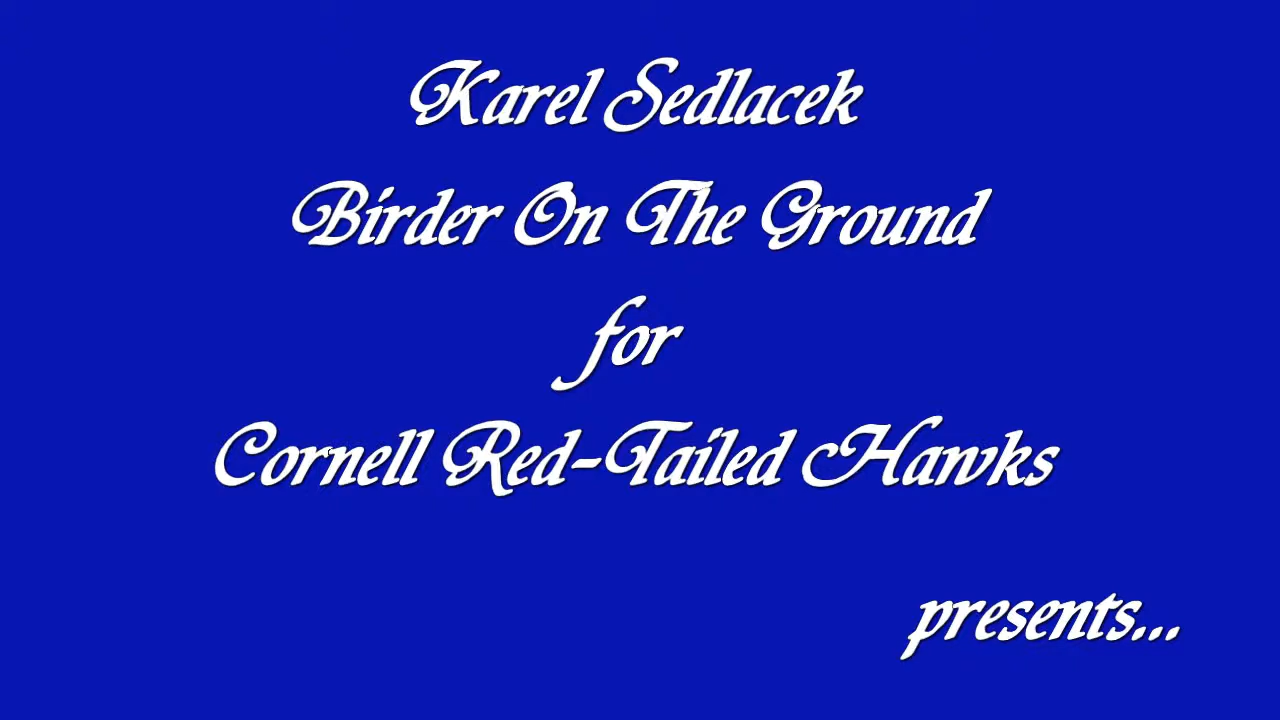 Karel Sedlacek
Birder On The Ground
for
Cornell Red-Tailed Hawks
presents...